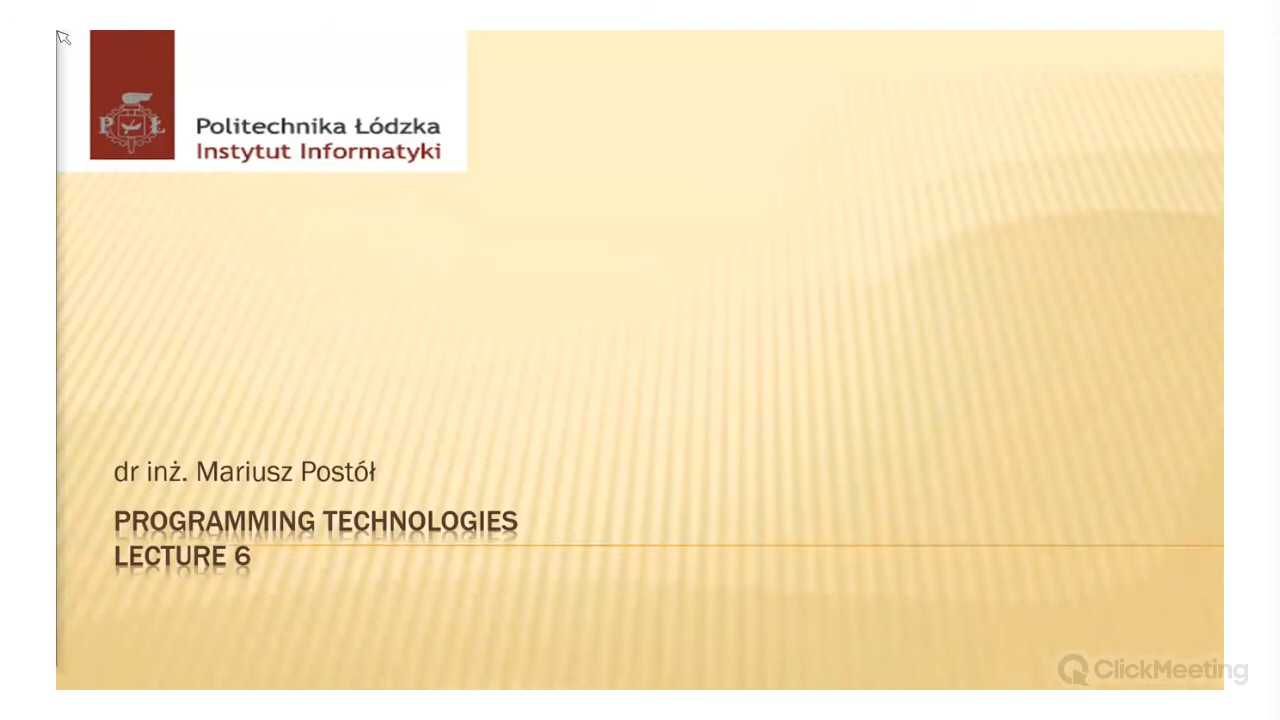 P Ł
Politechnika Łódzka
Instytut Informatyki
dr inż. Mariusz Postół
PROGRAMMING TECHNOLOGIES
LECTURE 6
ClickMeeting